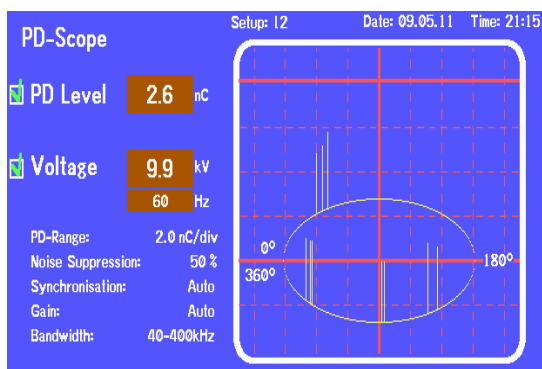 Setup: 12 Date: 09.05.11 Time: 21:15
PD-Scope
PD Level 2.6 nC
Voltage 9.9 kV
60 Hz
PD-Range: 2.0 nC/div
Noise Suppression: 50 %
Synchronisation: Auto
Gain: Auto
Bandwidth: 40-400kHz
0°
360°
180°